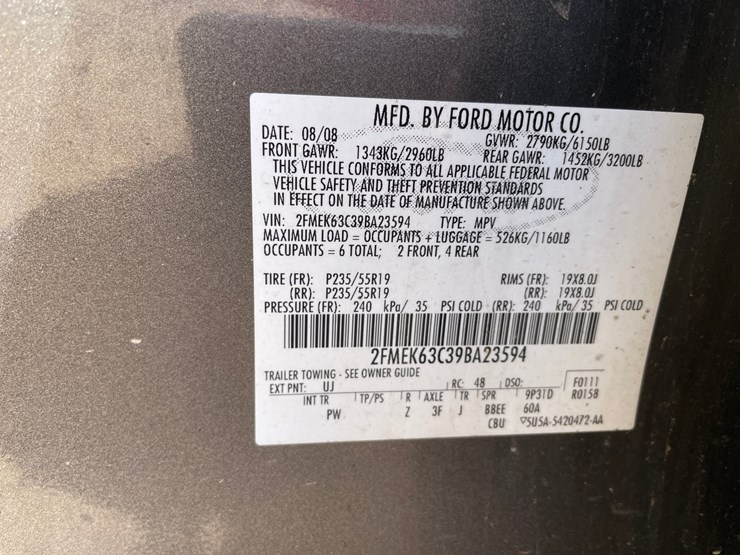 MFD. BY FORD MOTOR CO.
DATE: 08/08 GVWR: 2790KG/6150LB
FRONT GAWR: 1343KG/2960LB REAR GAWR: 1452KG/3200LB
THIS VEHICLE CONFORMS TO ALL APPLICABLE FEDERAL MOTOR
VEHICLE SAFETY AND THEFT PREVENTION STANDARDS
IN EFFECT ON THE DATE OF MANUFACTURE SHOWN ABOVE.
VIN: 2FMEK63C39BA23594 TYPE: MPV
MAXIMUM LOAD = OCCUPANTS + LUGGAGE = 526KG/1160LB
OCCUPANTS = 6 TOTAL; 2 FRONT, 4 REAR
TIRE (FR): P235/55R19 RIMS (FR): 19X8.0J
(RR): P235/55R19 (RR): 19X8.0J
PRESSURE (FR): 240 kPa/ 35 PSI COLD (RR): 240 kPa/ 35 PSI COLD
2FMEK63C39BA23594
TRAILER TOWING - SEE OWNER GUIDE
EXT PNT: UJ RC: 48 DSO: F0111
INT TR TP/PS R AXLE TR SPR 9P31D R0158
PW Z 3F J BBEE 60A
CBU ▽5U5A-5420472-AA